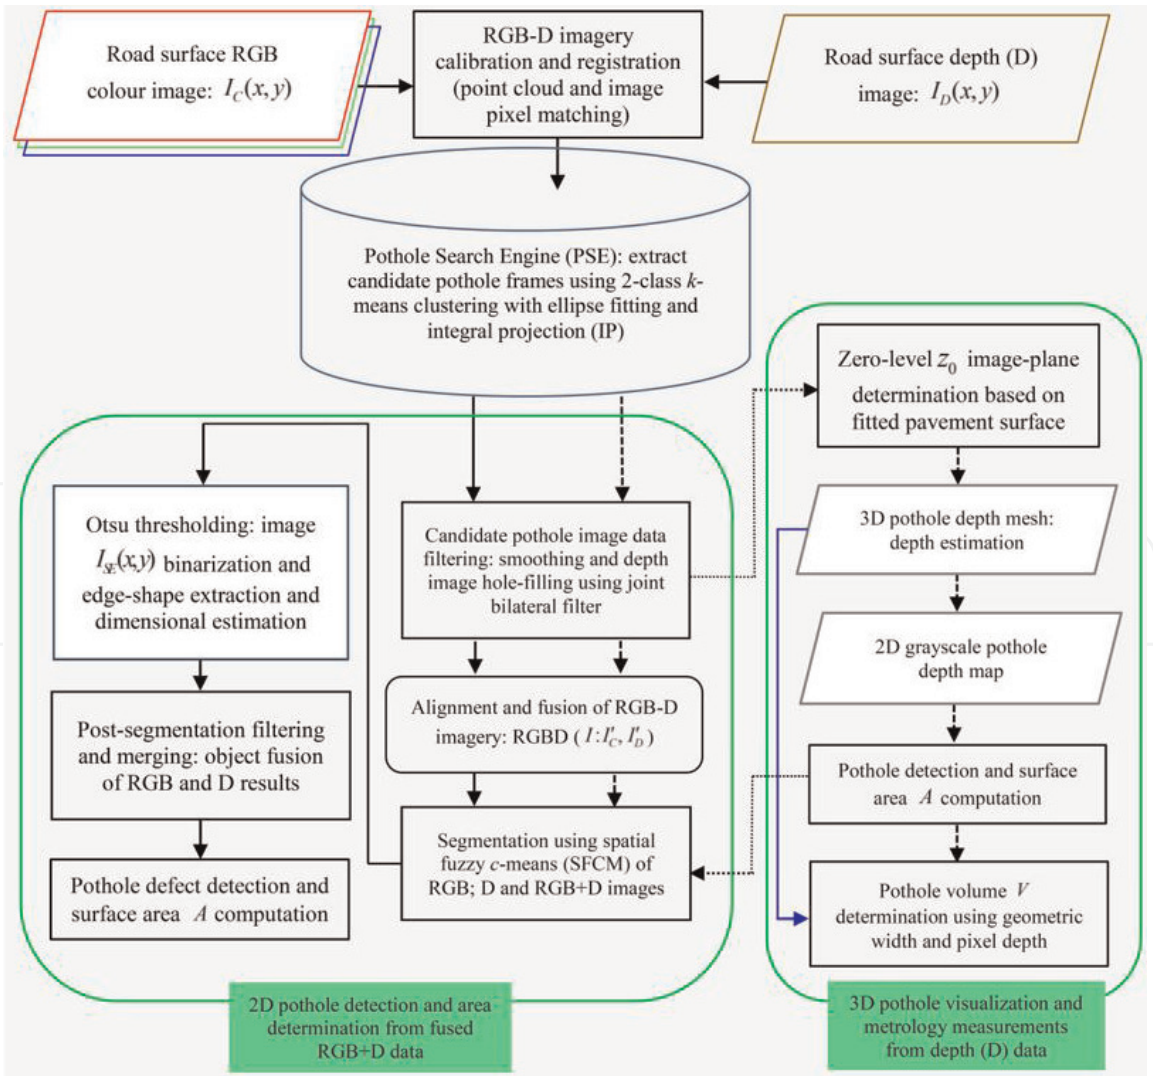 Road surface RGB
colour image: I_C(x, y)
RGB-D imagery
calibration and registration
(point cloud and image
pixel matching)
Road surface depth (D)
image: I_D(x, y)
Pothole Search Engine (PSE): extract
candidate pothole frames using 2-class k-
means clustering with ellipse fitting and
integral projection (IP)
Otsu thresholding: image
I_SE(x,y) binarization and
edge-shape extraction and
dimensional estimation
Post-segmentation filtering
and merging: object fusion
of RGB and D results
Pothole defect detection and
surface area A computation
Candidate pothole image data
filtering: smoothing and depth
image hole-filling using joint
bilateral filter
Alignment and fusion of RGB-D
imagery: RGBD ( I : I'_C, I'_D )
Segmentation using spatial
fuzzy c-means (SFCM) of
RGB; D and RGB+D images
2D pothole detection and area
determination from fused
RGB+D data
Zero-level z_0 image-plane
determination based on
fitted pavement surface
3D pothole depth mesh:
depth estimation
2D grayscale pothole
depth map
Pothole detection and surface
area A computation
Pothole volume V
determination using geometric
width and pixel depth
3D pothole visualization and
metrology measurements
from depth (D) data